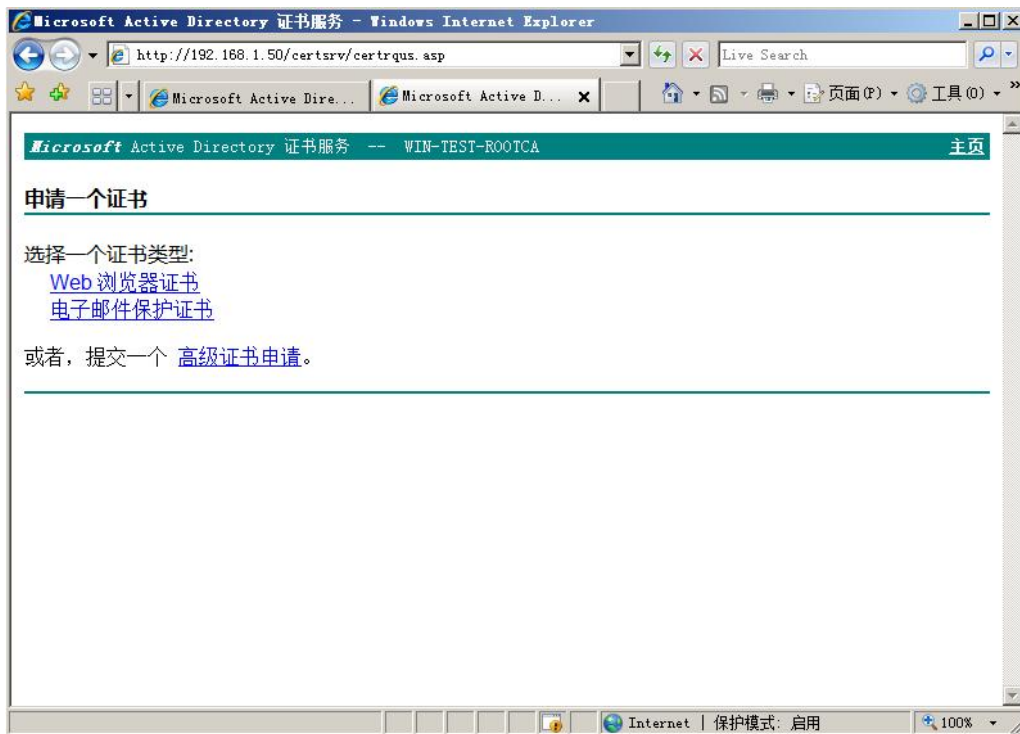 Microsoft Active Directory 证书服务 - Windows Internet Explorer
http://192.168.1.50/certsrv/certrqus.asp
Live Search
Microsoft Active Dire...
Microsoft Active D...
页面(P)
工具(O)
Microsoft Active Directory 证书服务 -- WIN-TEST-ROOTCA
主页
申请一个证书
选择一个证书类型:
Web 浏览器证书
电子邮件保护证书
或者，提交一个 高级证书申请。
Internet | 保护模式: 启用
100%